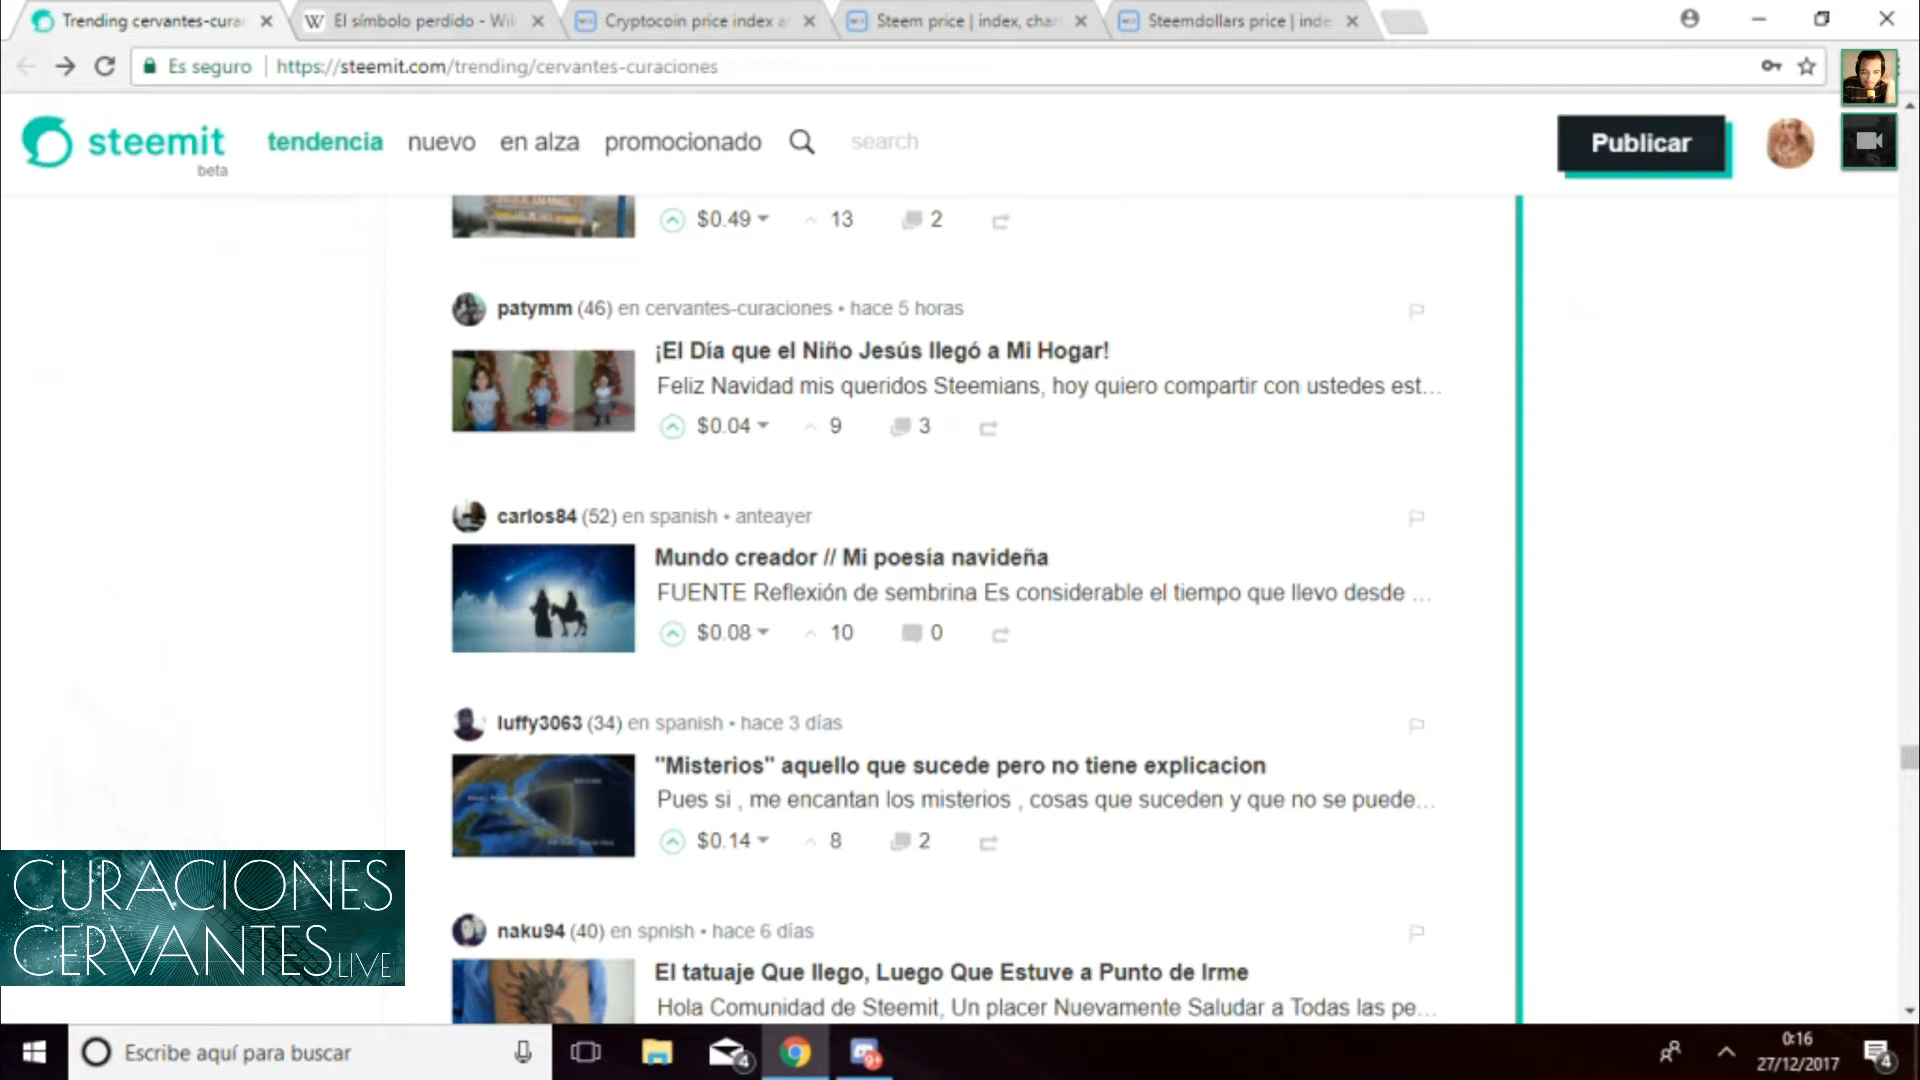 Trending cervantes-curac
El símbolo perdido - Wik
Cryptocoin price index a
Steem price | index, char
Steemdollars price | inde
Es seguro
https://steemit.com/trending/cervantes-curaciones
steemit
beta
tendencia
nuevo
en alza
promocionado
search
Publicar
$0.49
13
2
patymm (46) en cervantes-curaciones • hace 5 horas
¡El Día que el Niño Jesús llegó a Mi Hogar!
Feliz Navidad mis queridos Steemians, hoy quiero compartir con ustedes est...
$0.04
9
3
carlos84 (52) en spanish • anteayer
Mundo creador // Mi poesía navideña
FUENTE Reflexión de sembrina Es considerable el tiempo que llevo desde ...
$0.08
10
0
luffy3063 (34) en spanish • hace 3 días
"Misterios" aquello que sucede pero no tiene explicacion
Pues si , me encantan los misterios , cosas que suceden y que no se puede...
$0.14
8
2
naku94 (40) en spnish • hace 6 días
El tatuaje Que llego, Luego Que Estuve a Punto de Irme
Hola Comunidad de Steemit, Un placer Nuevamente Saludar a Todas las pe...
CURACIONES
CERVANTES LIVE
Escribe aquí para buscar
4
9+
0:16
27/12/2017
4